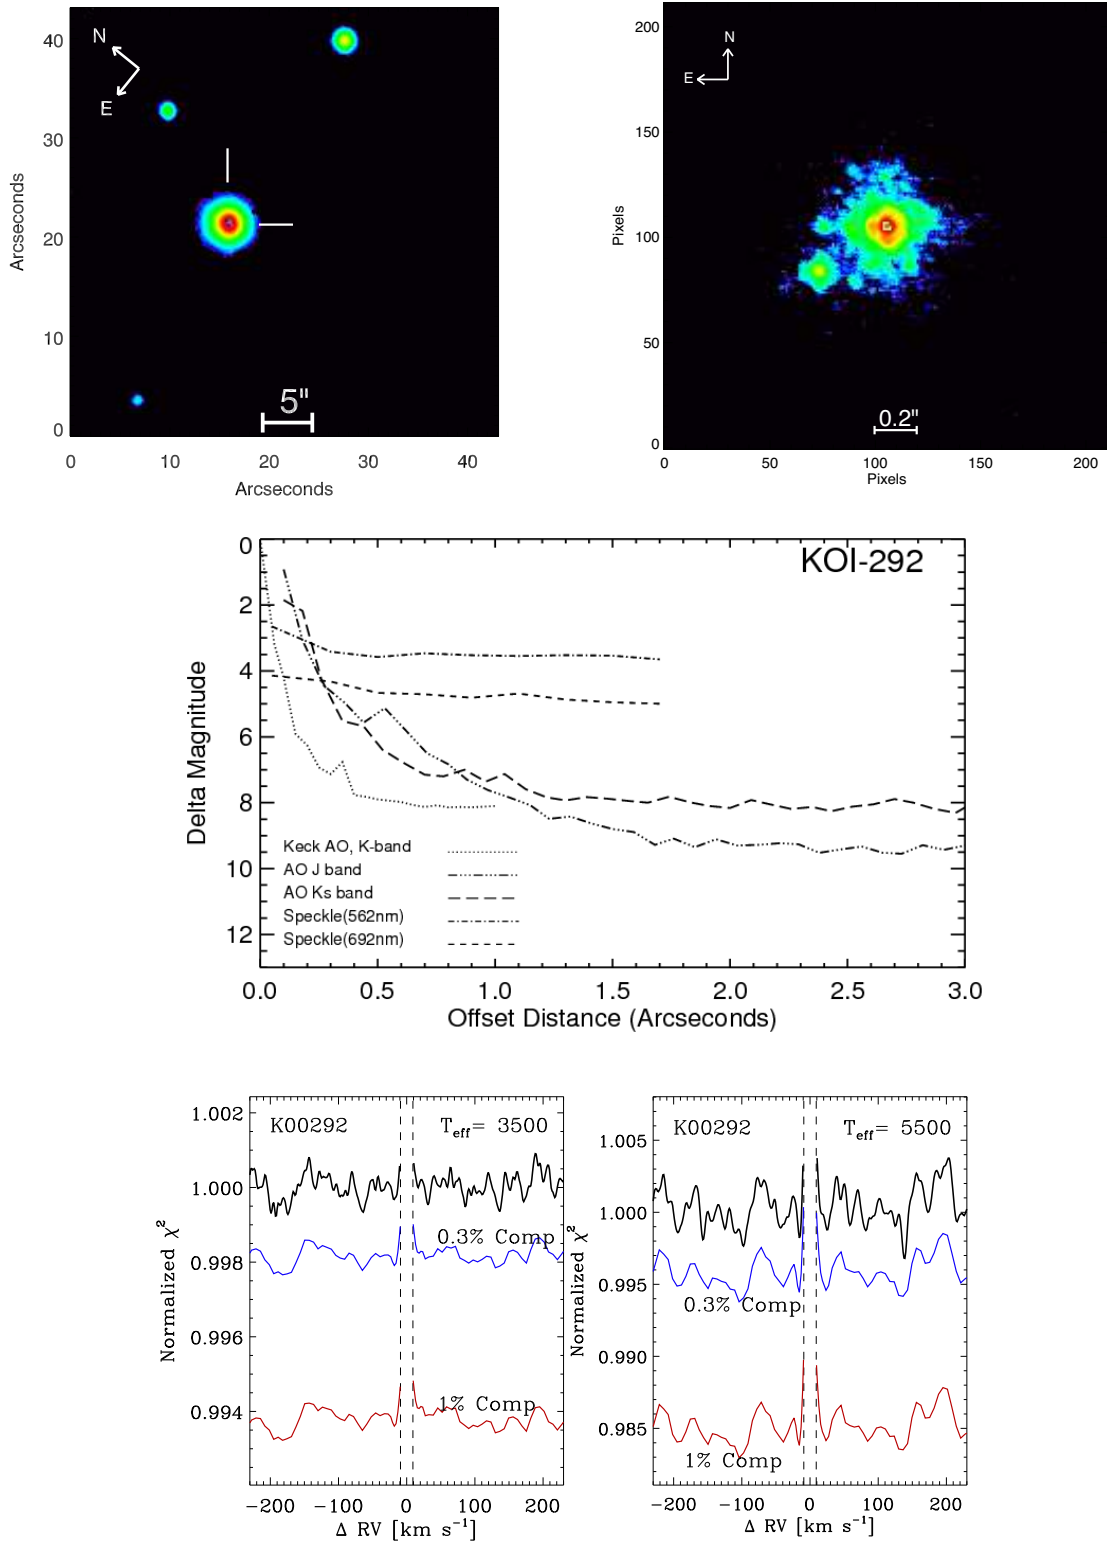 40
30
20
10
0
Arcseconds
N
E
5"
0
10
20
30
40
Arcseconds
200
150
100
50
0
Pixels
N
E
0.2"
0
50
100
150
200
Pixels
KOI-292
0
2
4
6
8
10
12
Delta Magnitude
Keck AO, K-band
AO J band
AO Ks band
Speckle(562nm)
Speckle(692nm)
0.0
0.5
1.0
1.5
2.0
2.5
3.0
Offset Distance (Arcseconds)
K00292
Teff= 3500
1.002
1.000
0.998
0.996
0.994
Normalized χ²
0.3% Comp
1% Comp
−200
−100
0
100
200
Δ RV [km s⁻¹]
K00292
Teff= 5500
1.005
1.000
0.995
0.990
0.985
Normalized χ²
0.3% Comp
1% Comp
−200
−100
0
100
200
Δ RV [km s⁻¹]